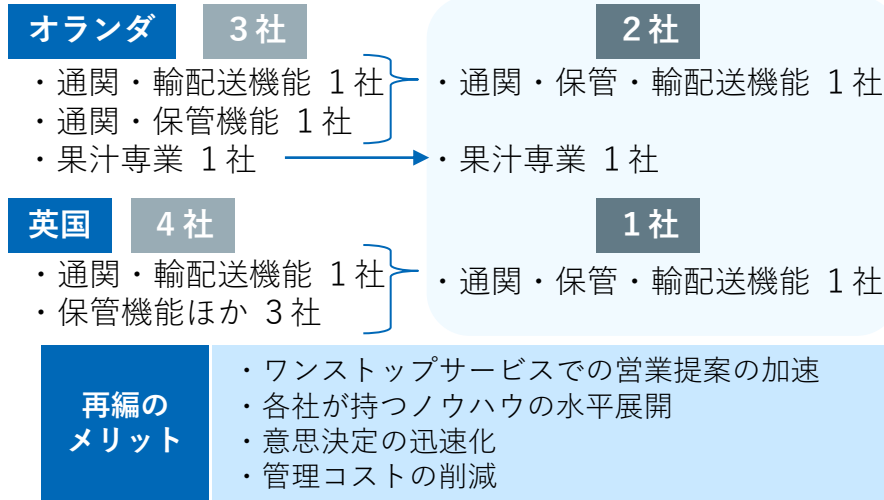 オランダ 3社 2社
・通関・輸配送機能 1社 ・通関・保管・輸配送機能 1社
・通関・保管機能 1社
・果汁専業 1社 ・果汁専業 1社
英国 4社 1社
・通関・輸配送機能 1社 ・通関・保管・輸配送機能 1社
・保管機能ほか 3社
再編の
メリット
・ワンストップサービスでの営業提案の加速
・各社が持つノウハウの水平展開
・意思決定の迅速化
・管理コストの削減